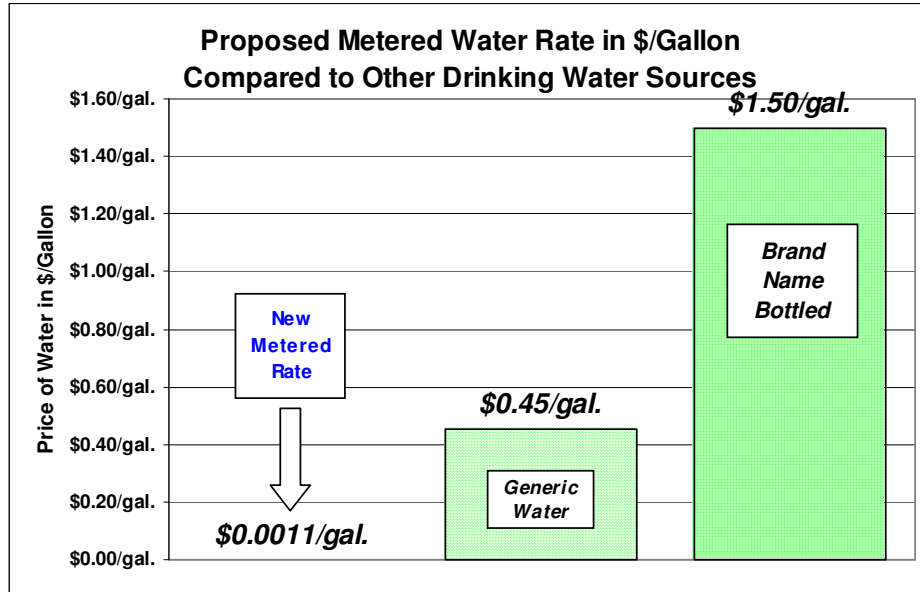 Proposed Metered Water Rate in $/Gallon
Compared to Other Drinking Water Sources
Price of Water in $/Gallon
$1.60/gal.
$1.40/gal.
$1.20/gal.
$1.00/gal.
$0.80/gal.
$0.60/gal.
$0.40/gal.
$0.20/gal.
$0.00/gal.
New
Metered
Rate
$0.0011/gal.
$0.45/gal.
Generic
Water
$1.50/gal.
Brand
Name
Bottled